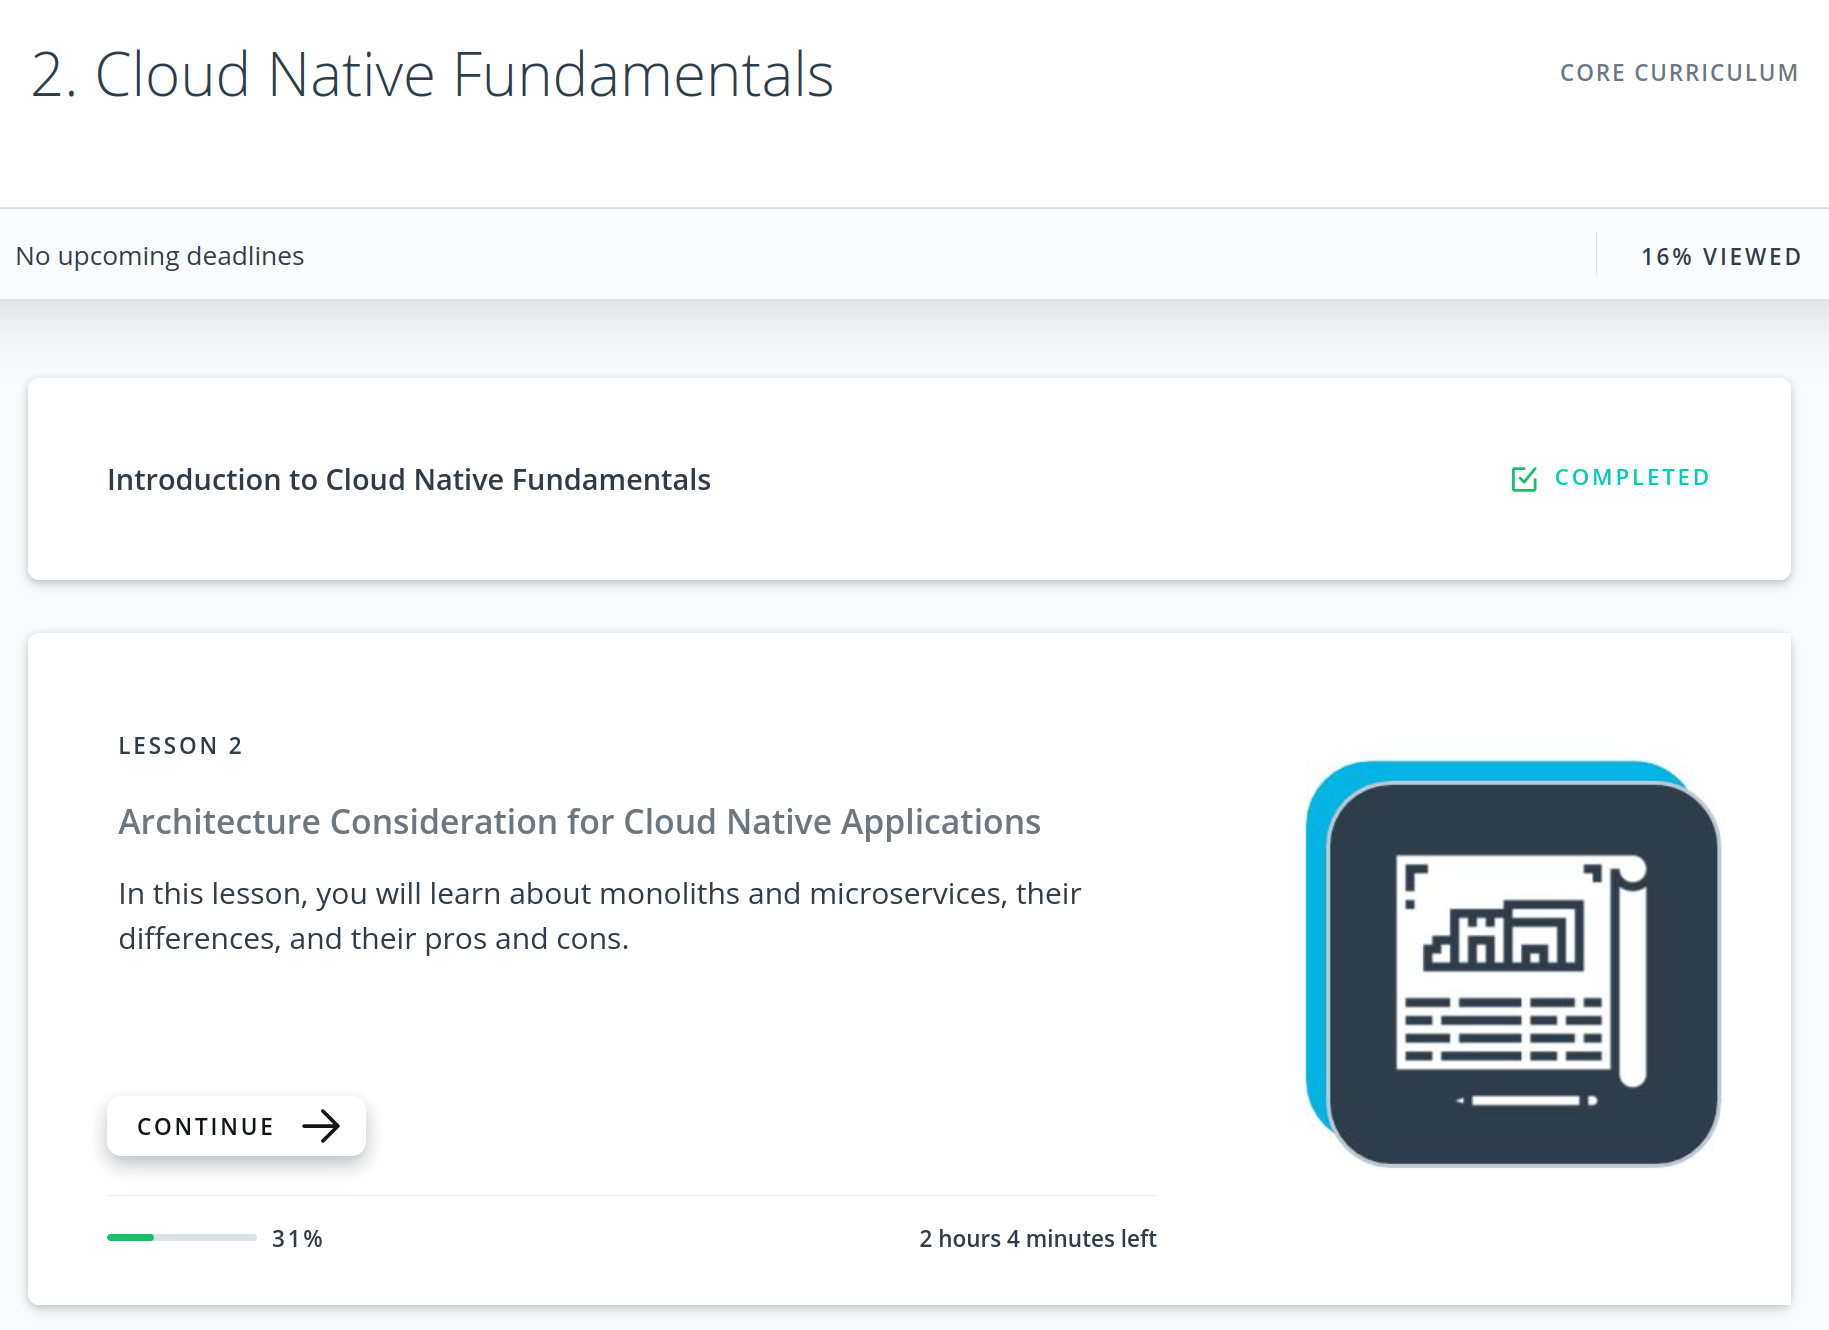 2. Cloud Native Fundamentals
CORE CURRICULUM
No upcoming deadlines
16% VIEWED
Introduction to Cloud Native Fundamentals
COMPLETED
LESSON 2
Architecture Consideration for Cloud Native Applications
In this lesson, you will learn about monoliths and microservices, their
differences, and their pros and cons.
CONTINUE
31%
2 hours 4 minutes left